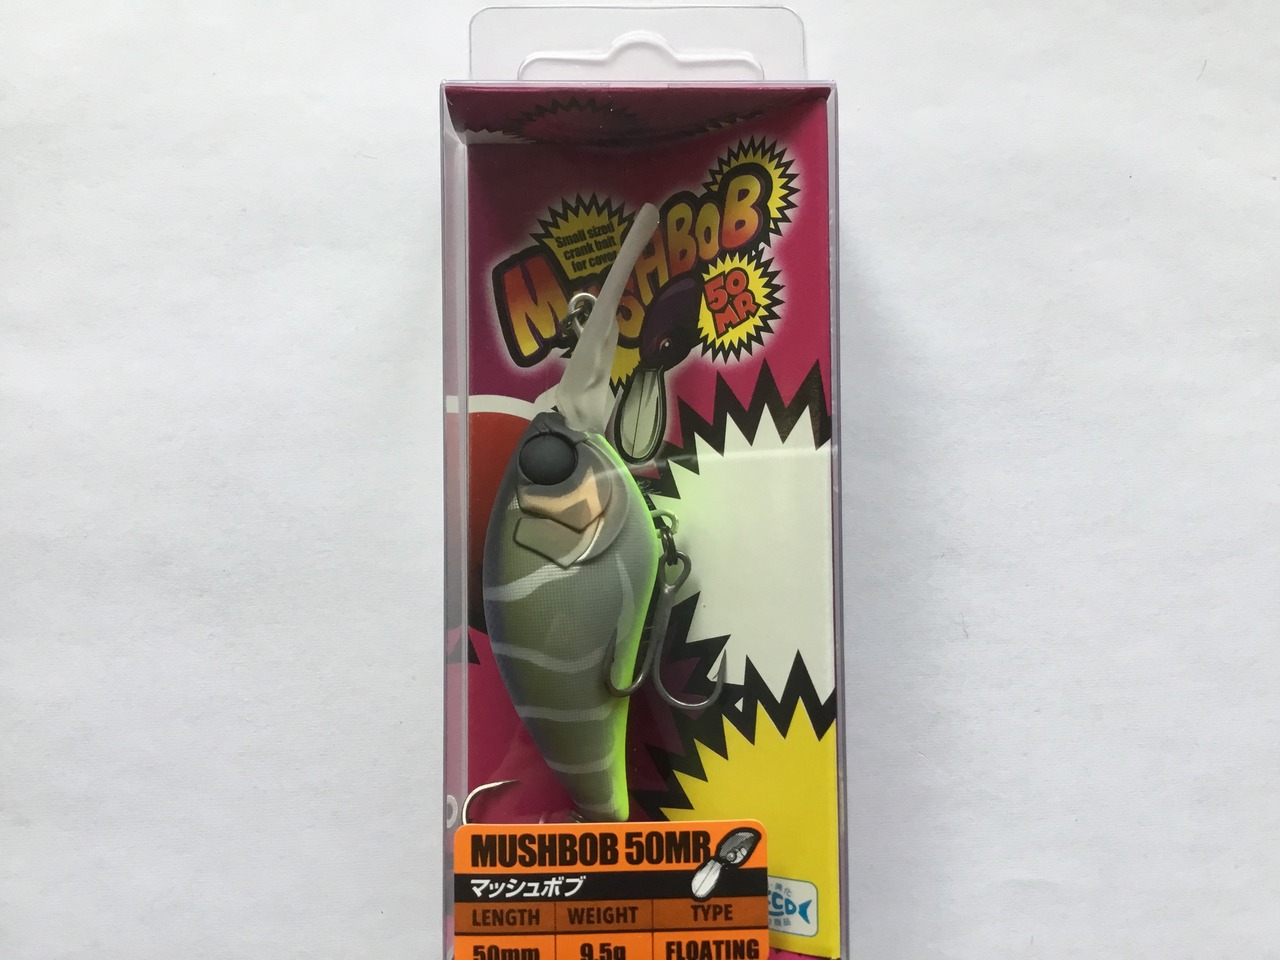 Small sized
crank bait
for cover
MUSHBOB
50
MR
MUSHBOB 50MR
マッシュボブ
LENGTH WEIGHT TYPE
50mm 9.5g FLOATING